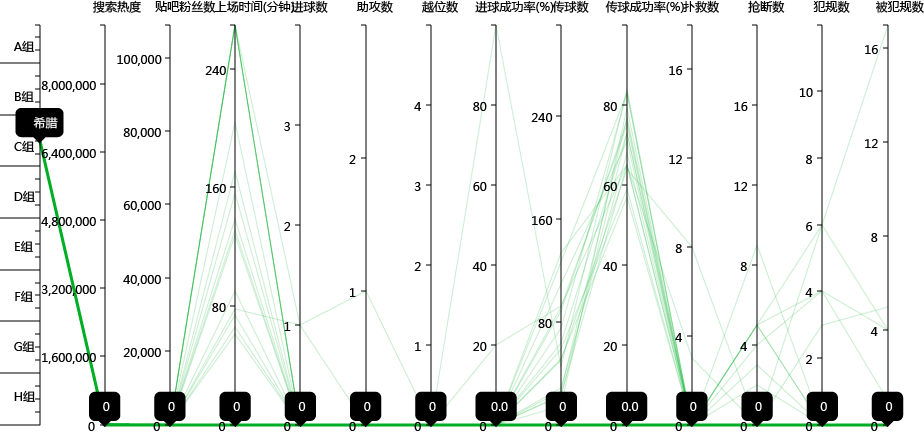 搜索热度 贴吧粉丝数 上场时间(分钟) 进球数 助攻数 越位数 进球成功率(%) 传球数 传球成功率(%) 扑救数 抢断数 犯规数 被犯规数
A组 16
100,000 240 16
8,000,000 10
B组 4 80 80 16
希腊 240
80,000 3
C组 6,400,000 2 12 8 12
D组 160 3 60 60 12
60,000
4,800,000 2 160 6
E组 8 8
40,000 2 40 40 8
F组 3,200,000 1 4
80
1 80 4 4
G组 1,600,000 20,000 1 20 20 4 2
H组 0 0 0 0 0 0 0.0 0 0.0 0 0 0 0
0 0 0 0 0 0 0 0 0 0 0 0 0